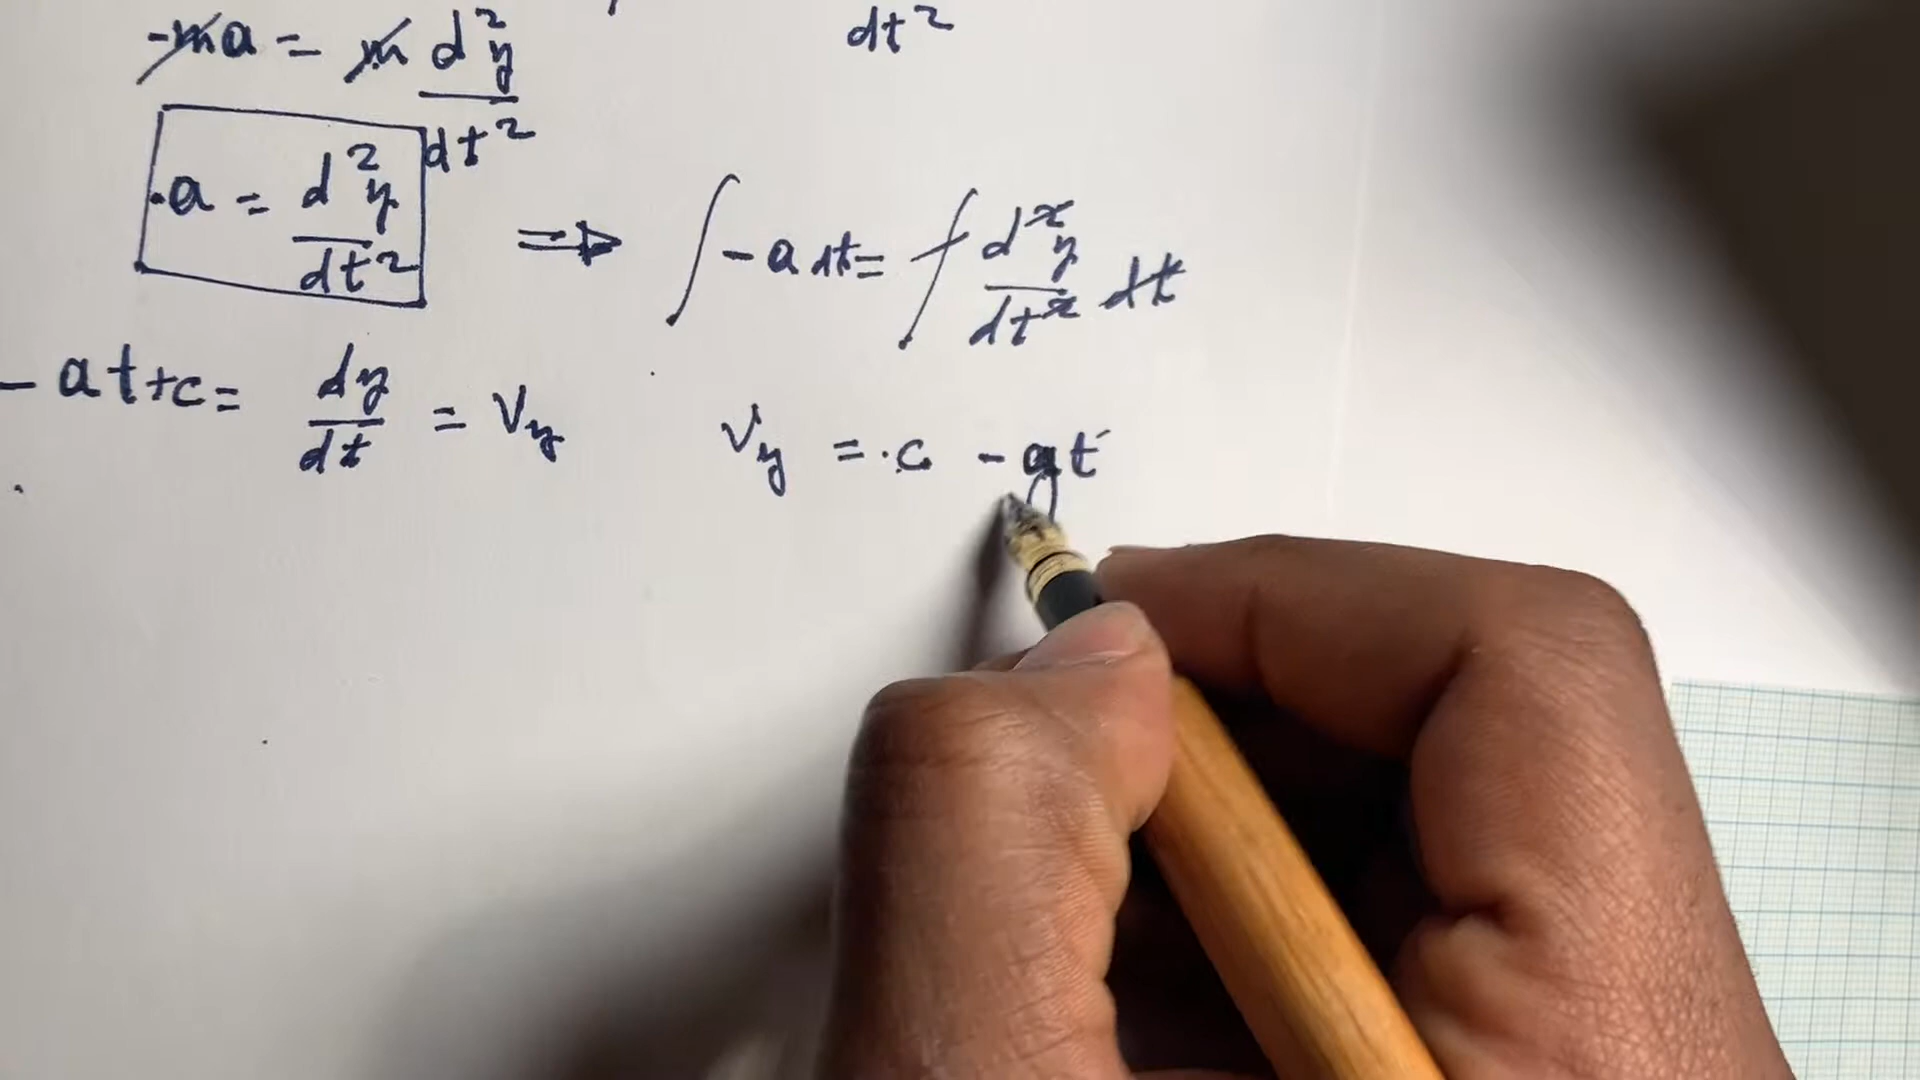 -ma = m d²y/dt²
dt²
-a = d²y/dt² ⇒ ∫ -a dt = ∫ d²y/dt² dt
- at + c = dy/dt = Vy
Vy = c - gt